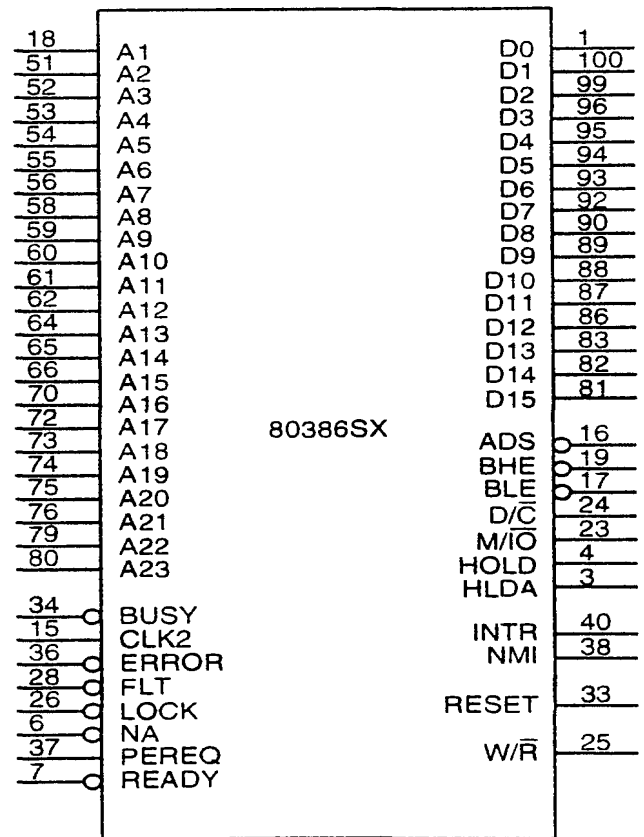 18 A1 D0 1
51 A2 D1 100
52 A3 D2 99
53 A4 D3 96
54 A5 D4 95
55 A6 D5 94
56 A7 D6 93
58 A8 D7 92
59 A9 D8 90
60 A10 D9 89
61 A11 D10 88
62 A12 D11 87
64 A13 D12 86
65 A14 D13 83
66 A15 D14 82
70 A16 D15 81
72 A17 80386SX
73 A18 ADS 16
74 A19 BHE 19
75 A20 BLE 17
76 A21 D/C̅ 24
79 A22 M/I̅O̅ 23
80 A23 HOLD 4
HLDA 3
34 BUSY
15 CLK2 INTR 40
36 ERROR NMI 38
28 FLT
26 LOCK RESET 33
6 NA
37 PEREQ W/R̅ 25
7 READY